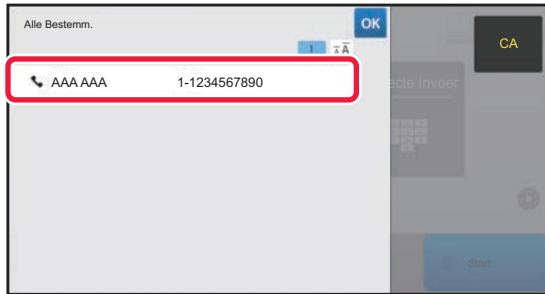 Alle Bestemm.
OK
CA
1
AAA AAA 1-1234567890
ecte Invoer
Start